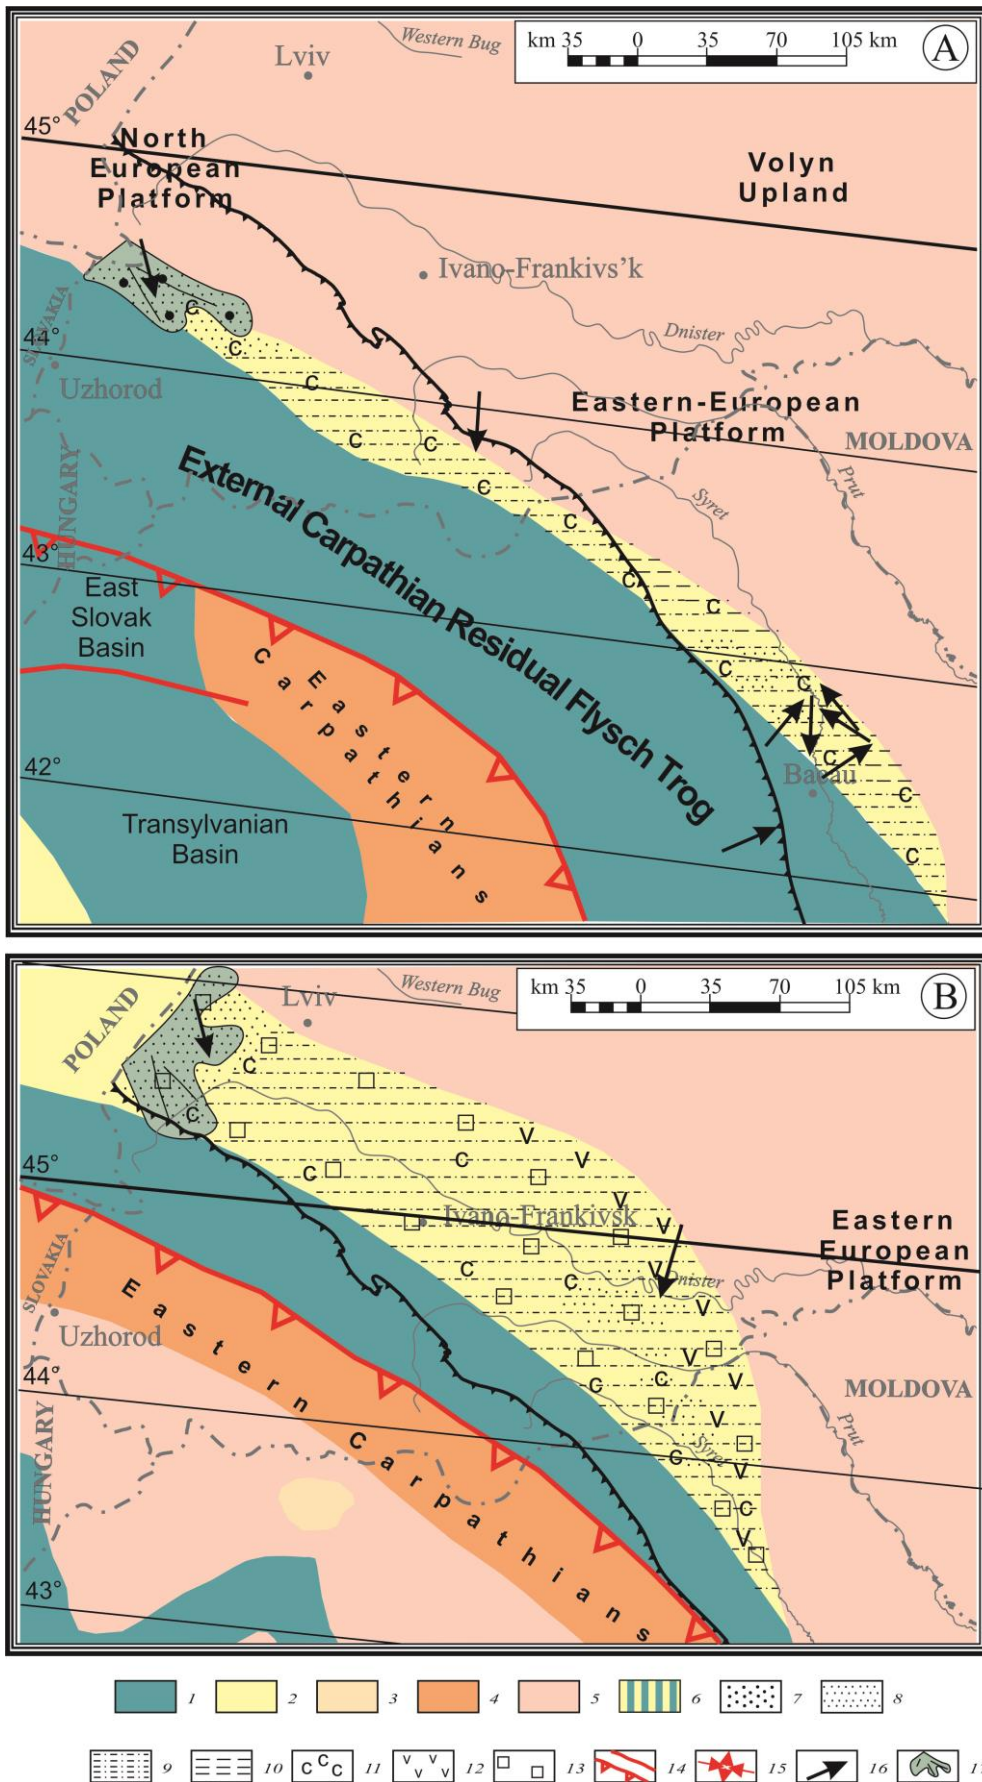 km 35 0 35 70 105 km
A
Western Bug
Lviv
POLAND
45°
North
European
Platform
Volyn
Upland
Ivano-Frankivs’k
Dnister
SLOVAKIA
44°
Uzhorod
C
C
C
C
C
C
C
C
C
C
C
C
C
C
Eastern-European
Platform
MOLDOVA
Prut
Syret
HUNGARY
External Carpathian Residual Flysch Trog
43°
East
Slovak
Basin
Eastern
Carpathians
42°
Transylvanian
Basin
Bacau
km 35 0 35 70 105 km
B
Western Bug
Lviv
POLAND
C
C
C
C
C
C
C
C
C
C
V
V
V
V
V
V
V
V
V
V
V
45°
Ivano-Frankivsk
Eastern
European
Platform
Dnister
SLOVAKIA
Uzhorod
Eastern Carpathians
44°
MOLDOVA
Prut
Syret
HUNGARY
43°
1 2 3 4 5 6 7 8
9 10 C C C 11 V V V V 12 13 14 15 16 17